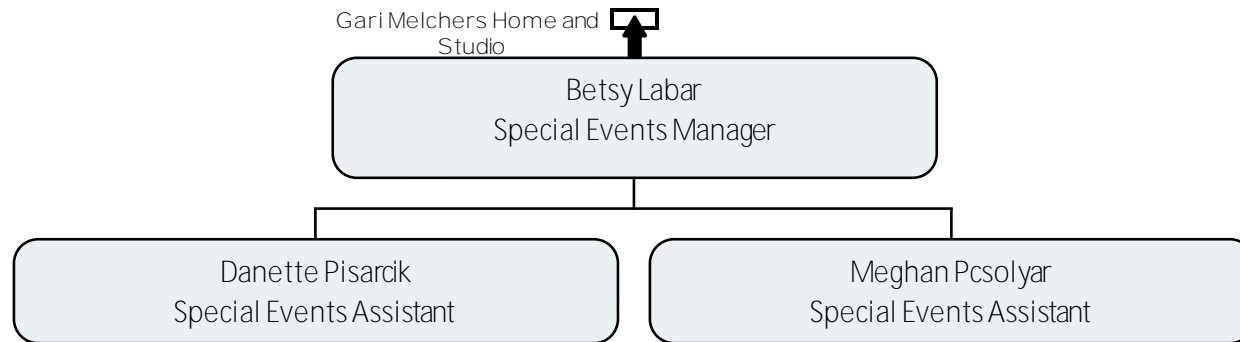 Gari Melchers Home and
Studio
Betsy Labar
Special Events Manager
Danette Pisarcik
Special Events Assistant
Meghan Pcsolyar
Special Events Assistant